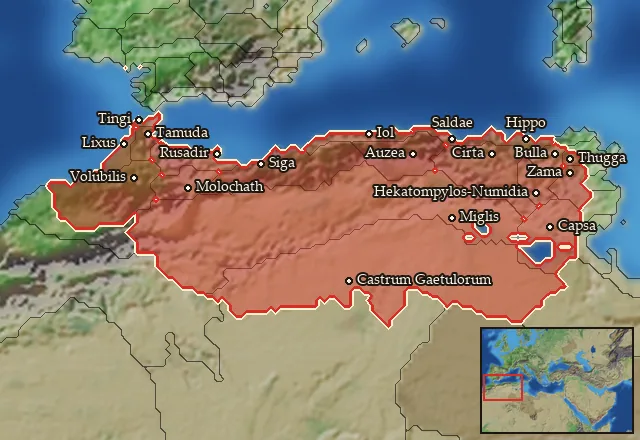 Tingi
Tamuda
Lixus
Rusadir
Siga
Volubilis
Molochath
Iol
Saldae
Hippo
Auzea
Cirta
Bulla
Thugga
Zama
Hekatompylos-Numidia
Miglis
Capsa
Castrum Gaetulorum